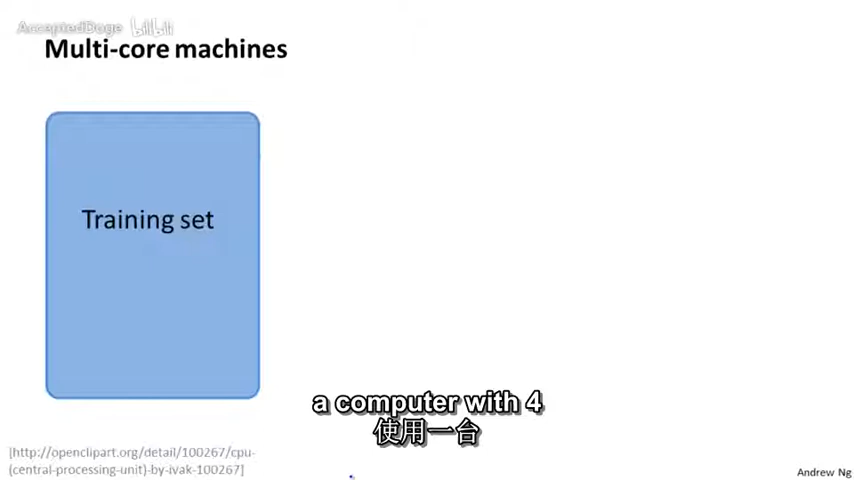 AcceptedDoge bilibili
Multi-core machines
Training set
a computer with 4
使用一台
[http://openclipart.org/detail/100267/cpu-
(central-processing-unit)-by-ivak-100267]
Andrew Ng